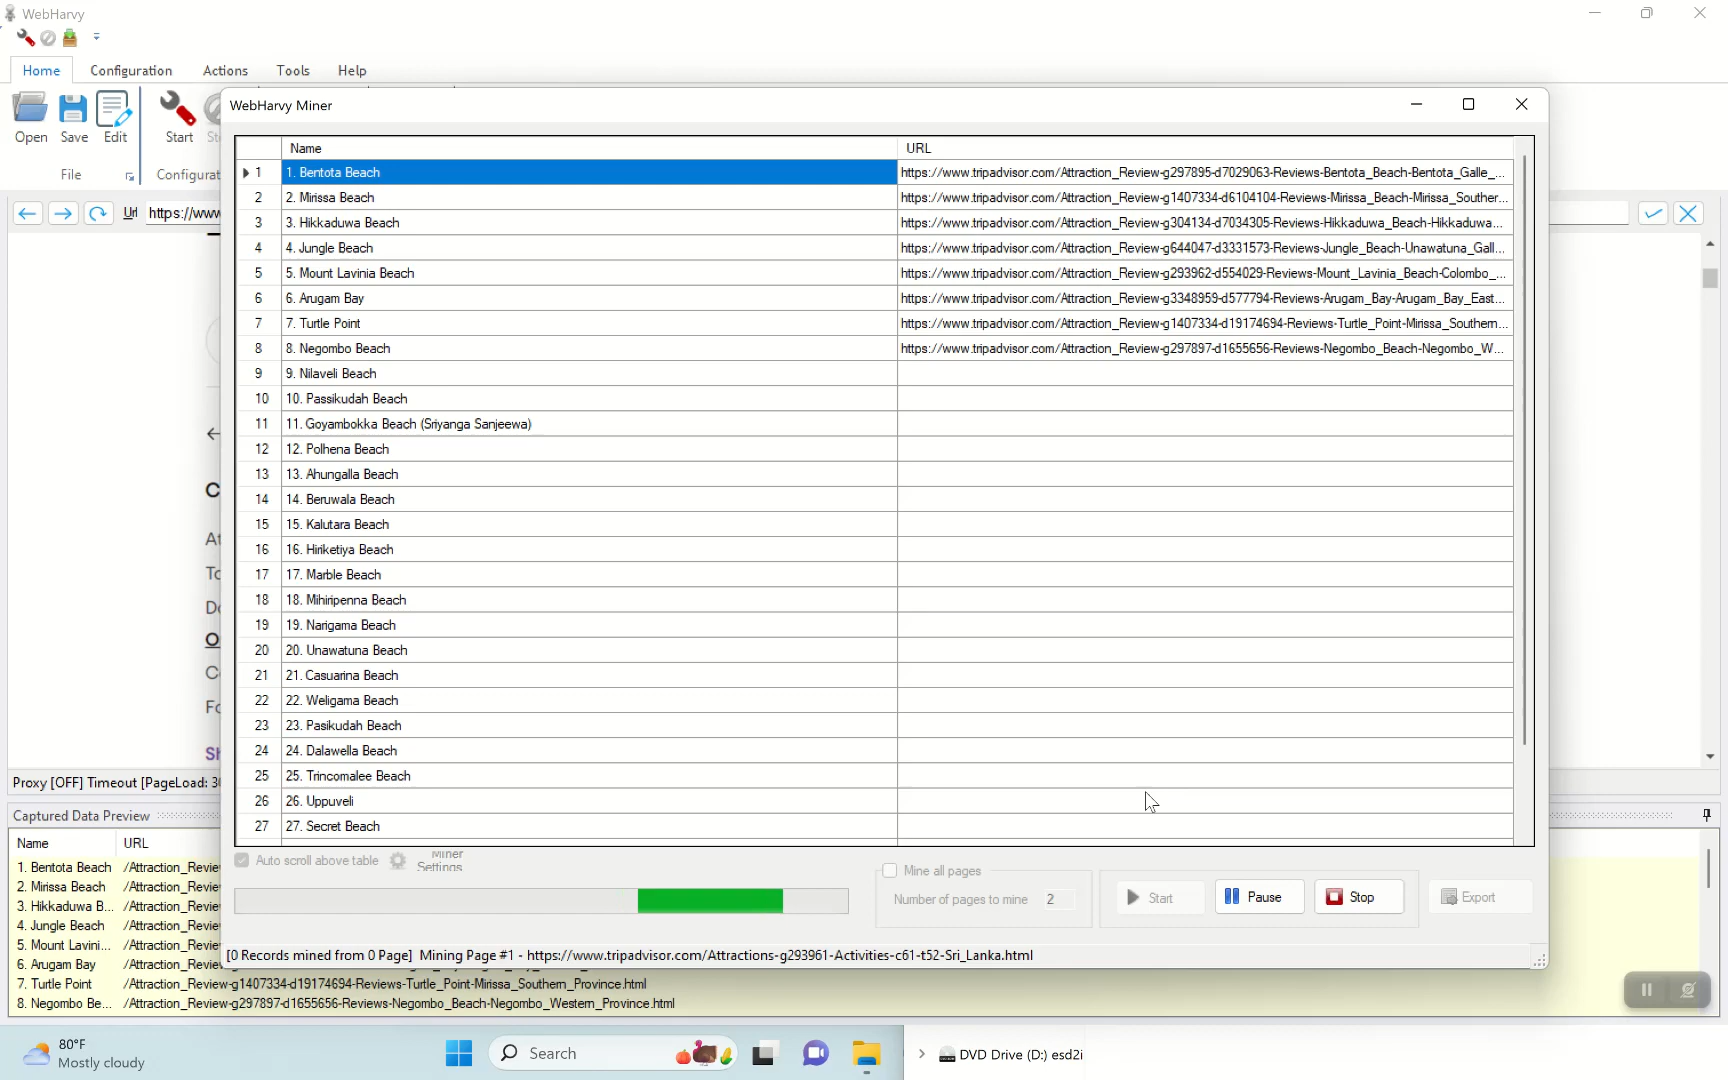 WebHarvy
Home Configuration Actions Tools Help
Open Save Edit Start
File Configurat
WebHarvy Miner
Url https://www
Name URL
1 1. Bentota Beach https://www.tripadvisor.com/Attraction_Review-g297895-d7029063-Reviews-Bentota_Beach-Bentota_Galle_...
2 2. Mirissa Beach https://www.tripadvisor.com/Attraction_Review-g1407334-d6104104-Reviews-Mirissa_Beach-Mirissa_Souther...
3 3. Hikkaduwa Beach https://www.tripadvisor.com/Attraction_Review-g304134-d7034305-Reviews-Hikkaduwa_Beach-Hikkaduwa...
4 4. Jungle Beach https://www.tripadvisor.com/Attraction_Review-g644047-d3331573-Reviews-Jungle_Beach-Unawatuna_Gall...
5 5. Mount Lavinia Beach https://www.tripadvisor.com/Attraction_Review-g293962-d554029-Reviews-Mount_Lavinia_Beach-Colombo_...
6 6. Arugam Bay https://www.tripadvisor.com/Attraction_Review-g3348959-d577794-Reviews-Arugam_Bay-Arugam_Bay_East...
7 7. Turtle Point https://www.tripadvisor.com/Attraction_Review-g1407334-d19174694-Reviews-Turtle_Point-Mirissa_Southern...
8 8. Negombo Beach https://www.tripadvisor.com/Attraction_Review-g297897-d1655656-Reviews-Negombo_Beach-Negombo_W...
9 9. Nilaveli Beach
10 10. Passikudah Beach
11 11. Goyambokka Beach (Sriyanga Sanjeewa)
12 12. Polhena Beach
13 13. Ahungalla Beach
14 14. Beruwala Beach
15 15. Kalutara Beach
16 16. Hiriketiya Beach
17 17. Marble Beach
18 18. Mihiripenna Beach
19 19. Narigama Beach
20 20. Unawatuna Beach
21 21. Casuarina Beach
22 22. Weligama Beach
23 23. Pasikudah Beach
24 24. Dalawella Beach
25 25. Trincomalee Beach
26 26. Uppuveli
27 27. Secret Beach
Auto scroll above table Miner Settings
Mine all pages
Number of pages to mine 2
Start Pause Stop Export
[0 Records mined from 0 Page] Mining Page #1 - https://www.tripadvisor.com/Attractions-g293961-Activities-c61-t52-Sri_Lanka.html
Proxy [OFF] Timeout [PageLoad: 30
Captured Data Preview
Name URL
1. Bentota Beach /Attraction_Revie
2. Mirissa Beach /Attraction_Revie
3. Hikkaduwa B... /Attraction_Revie
4. Jungle Beach /Attraction_Revie
5. Mount Lavini... /Attraction_Revie
6. Arugam Bay /Attraction_Revie
7. Turtle Point /Attraction_Review-g1407334-d19174694-Reviews-Turtle_Point-Mirissa_Southern_Province.html
8. Negombo Be... /Attraction_Review-g297897-d1655656-Reviews-Negombo_Beach-Negombo_Western_Province.html
80°F
Mostly cloudy
Search
DVD Drive (D:) esd2i